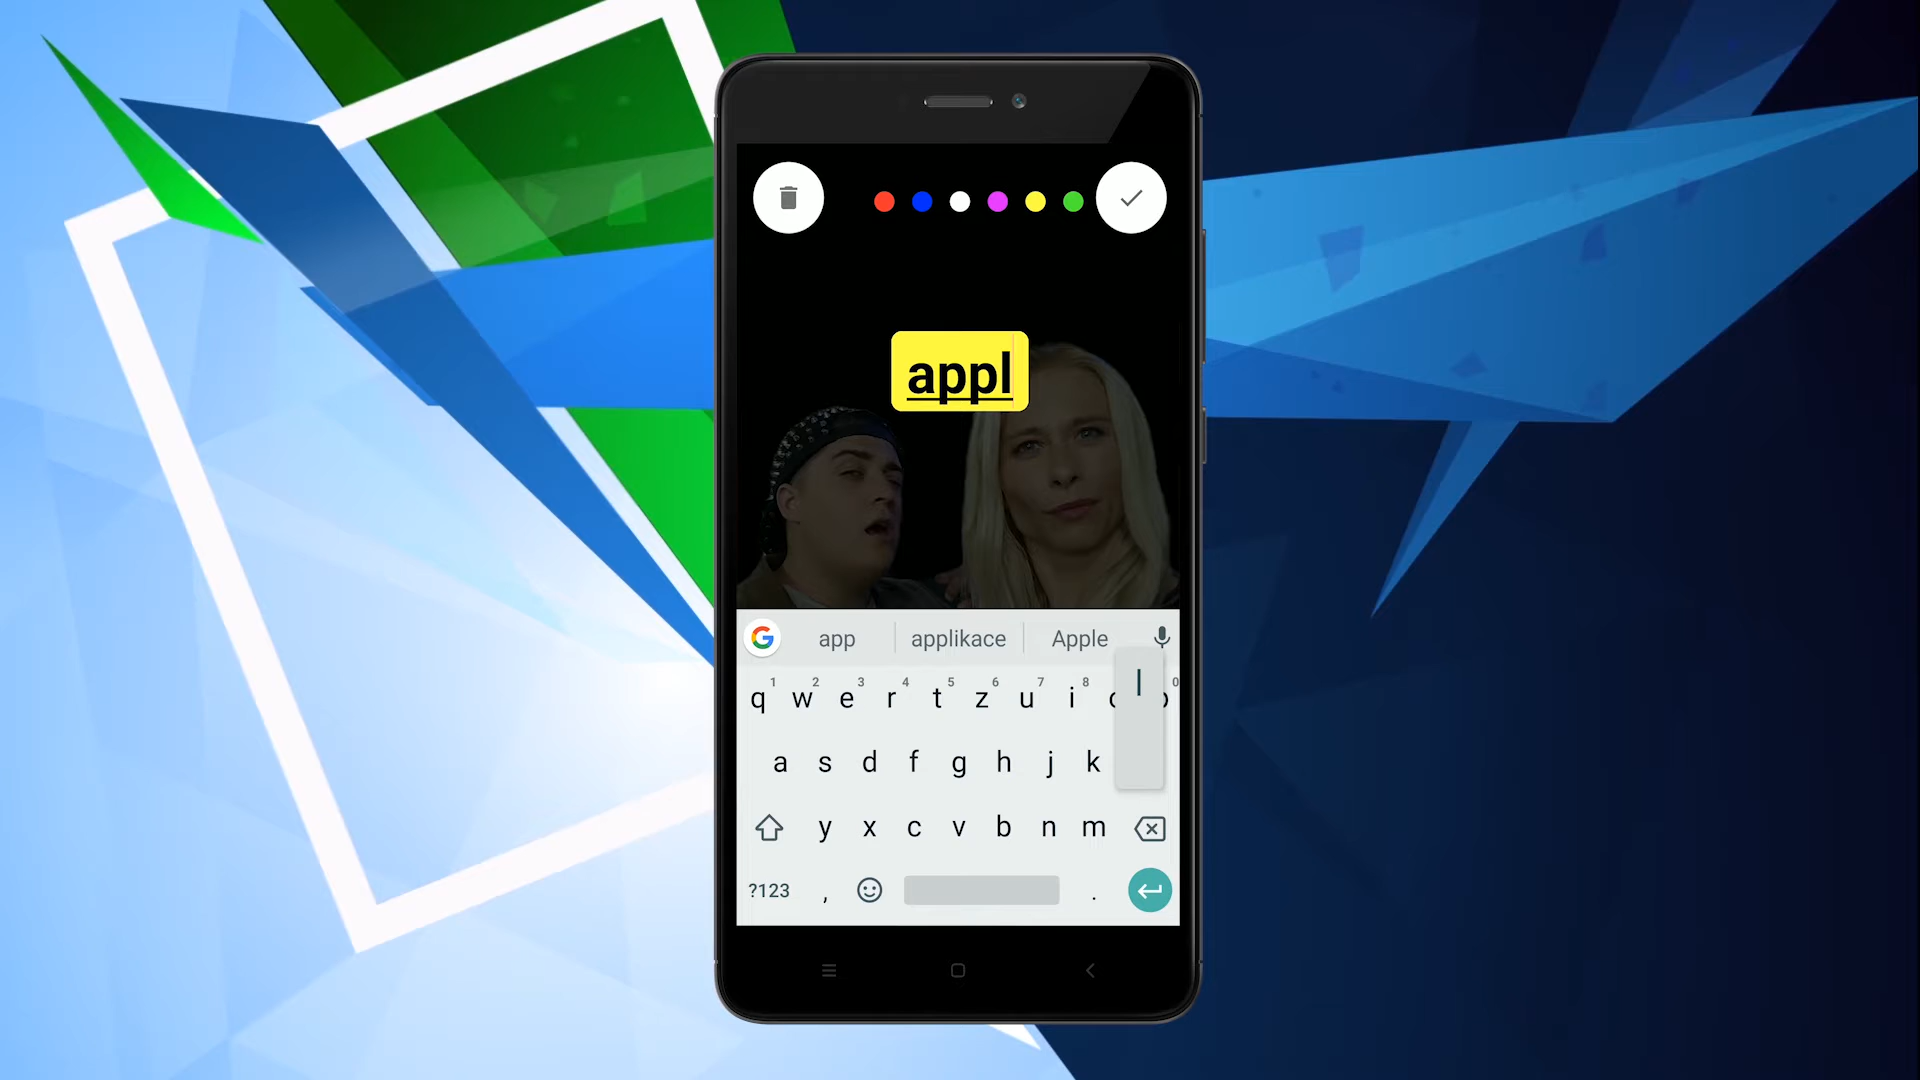 appl
app applikace Apple
1 2 3 4 5 6 7 8 0
q w e r t z u i
l
a s d f g h j k
y x c v b n m
?123 , .